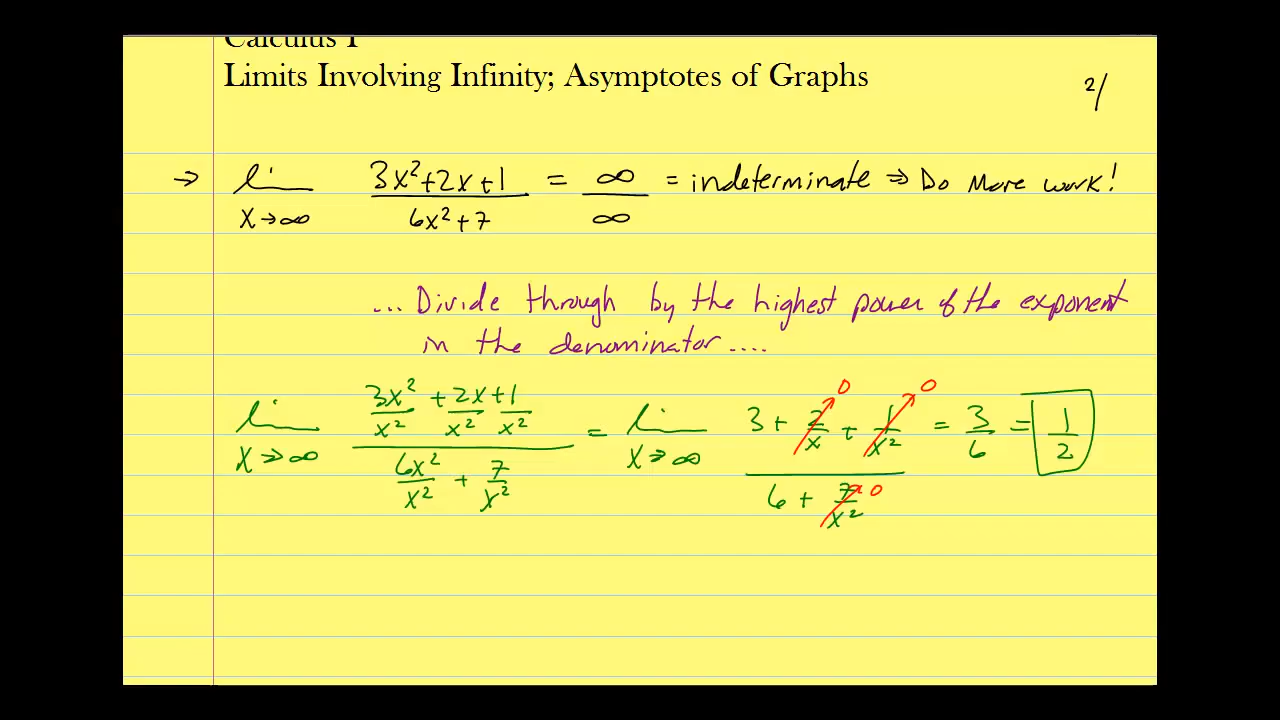 Calculus I
Limits Involving Infinity; Asymptotes of Graphs
2/
→ lim x→∞ (3x²+2x+1)/(6x²+7) = ∞/∞ = indeterminate ⇒ Do More work!
... Divide through by the highest power of the exponent
in the denominator ....
lim x→∞ (3x²/x² + 2x/x² + 1/x²)/(6x²/x² + 7/x²) = lim x→∞ (3 + 2/x→0 + 1/x²→0)/(6 + 7/x²→0) = 3/6 = 1/2